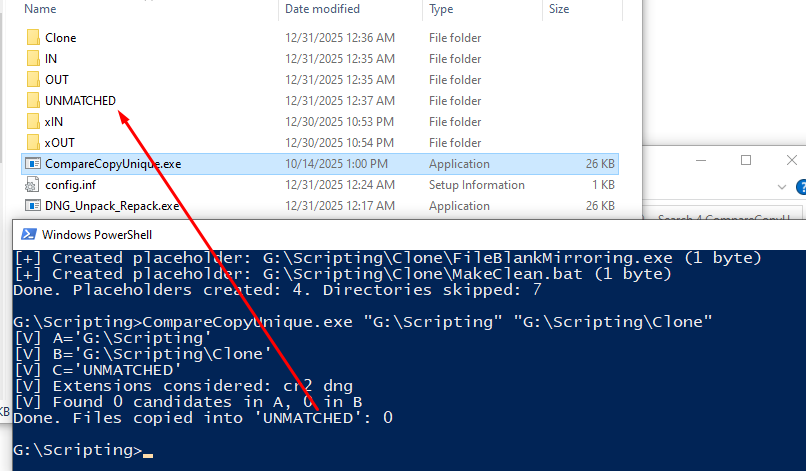 Name Date modified Type Size
Clone 12/31/2025 12:36 AM File folder
IN 12/31/2025 12:35 AM File folder
OUT 12/31/2025 12:35 AM File folder
UNMATCHED 12/31/2025 12:37 AM File folder
xIN 12/30/2025 10:53 PM File folder
xOUT 12/30/2025 10:54 PM File folder
CompareCopyUnique.exe 10/14/2025 1:00 PM Application 26 KB
config.inf 12/31/2025 12:24 AM Setup Information 1 KB
DNG_Unpack_Repack.exe 12/31/2025 12:17 AM Application 26 KB
Search 4 CompareCopyU
Windows PowerShell
[+] Created placeholder: G:\Scripting\Clone\FileBlankMirroring.exe (1 byte)
[+] Created placeholder: G:\Scripting\Clone\MakeClean.bat (1 byte)
Done. Placeholders created: 4. Directories skipped: 7
G:\Scripting>CompareCopyUnique.exe "G:\Scripting" "G:\Scripting\Clone"
[V] A='G:\Scripting'
[V] B='G:\Scripting\Clone'
[V] C='UNMATCHED'
[V] Extensions considered: cr2 dng
[V] Found 0 candidates in A, 0 in B
KB
Done. Files copied into 'UNMATCHED': 0
G:\Scripting>